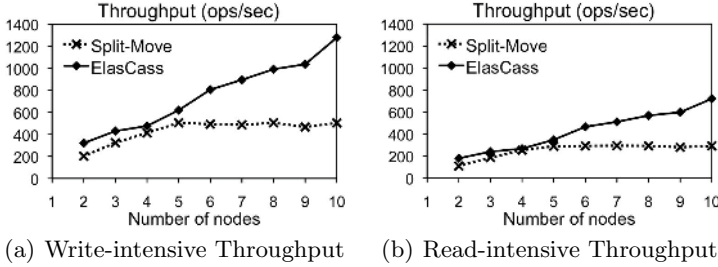 Throughput (ops/sec)
1400
1200
1000
800
600
400
200
0
Split-Move
ElasCass
1 2 3 4 5 6 7 8 9 10
Number of nodes
(a) Write-intensive Throughput
Throughput (ops/sec)
1400
1200
1000
800
600
400
200
0
Split-Move
ElasCass
1 2 3 4 5 6 7 8 9 10
Number of nodes
(b) Read-intensive Throughput